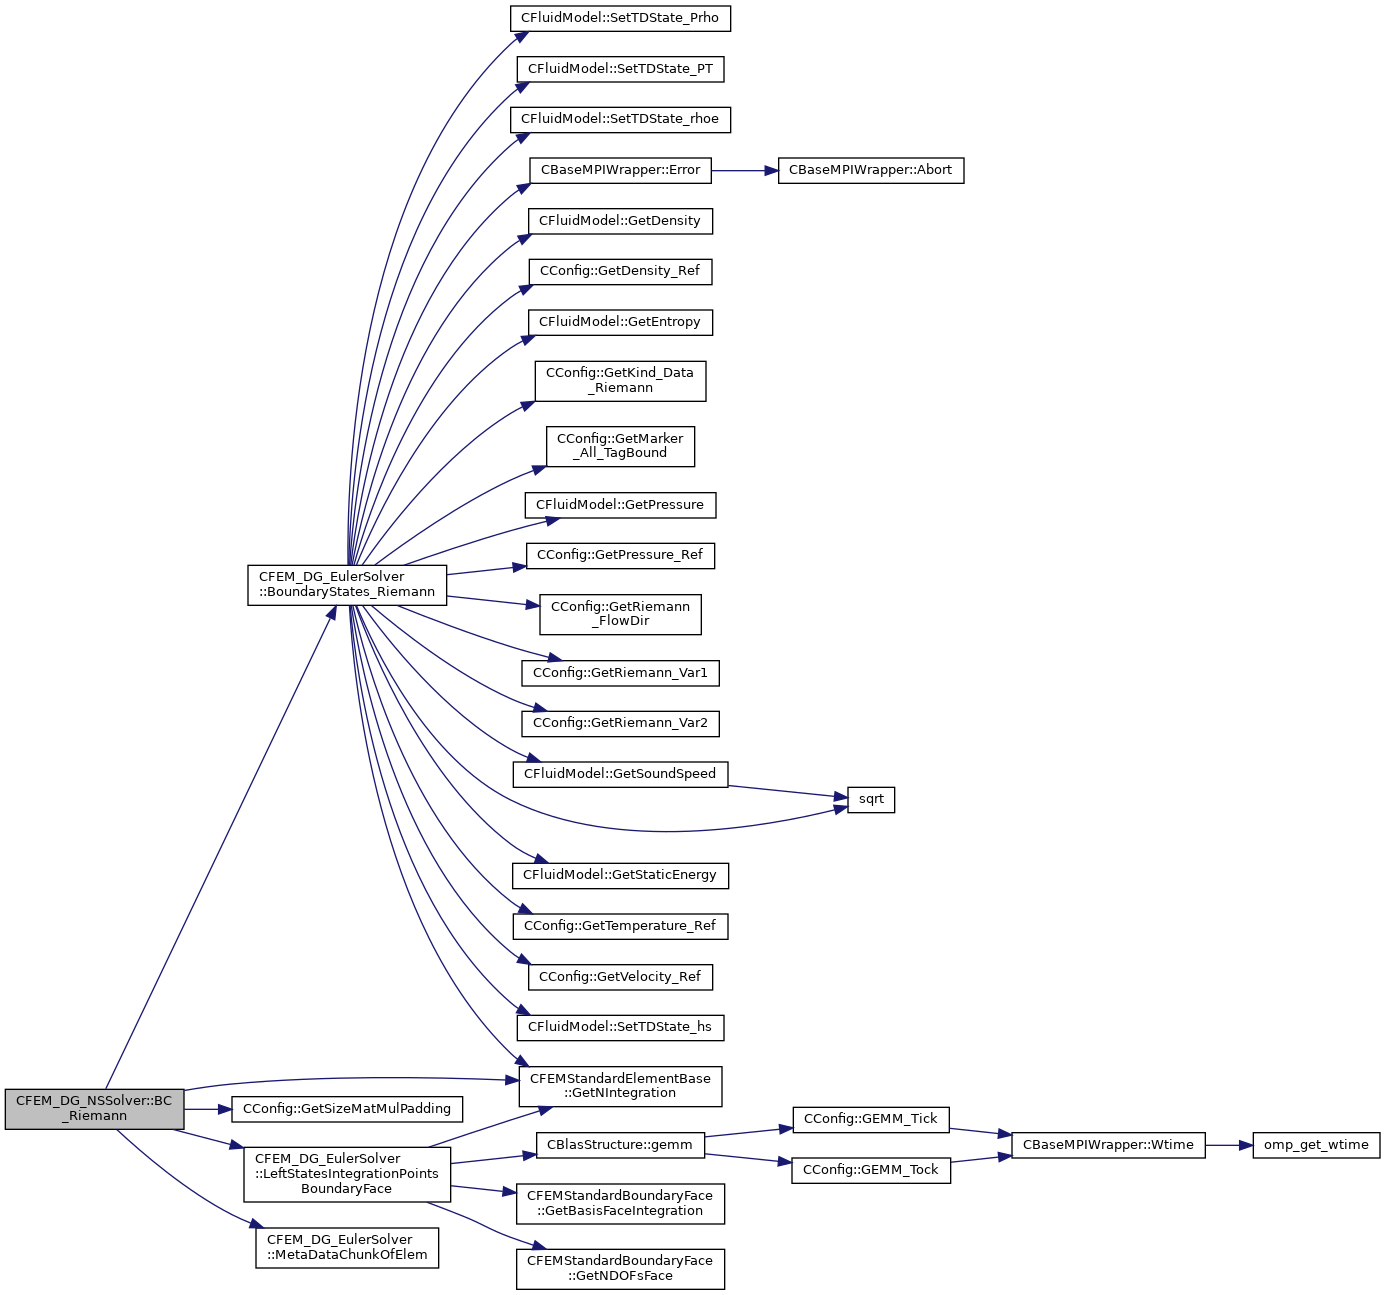 CFluidModel::SetTDState_Prho
CFluidModel::SetTDState_PT
CFluidModel::SetTDState_rhoe
CBaseMPIWrapper::Error
CBaseMPIWrapper::Abort
CFluidModel::GetDensity
CConfig::GetDensity_Ref
CFluidModel::GetEntropy
CConfig::GetKind_Data
_Riemann
CConfig::GetMarker
_All_TagBound
CFluidModel::GetPressure
CConfig::GetPressure_Ref
CFEM_DG_EulerSolver
::BoundaryStates_Riemann
CConfig::GetRiemann
_FlowDir
CConfig::GetRiemann_Var1
CConfig::GetRiemann_Var2
CFluidModel::GetSoundSpeed
sqrt
CFluidModel::GetStaticEnergy
CConfig::GetTemperature_Ref
CConfig::GetVelocity_Ref
CFluidModel::SetTDState_hs
CFEMStandardElementBase
::GetNIntegration
CFEM_DG_NSSolver::BC
_Riemann
CConfig::GetSizeMatMulPadding
CFEM_DG_EulerSolver
::LeftStatesIntegrationPoints
BoundaryFace
CBlasStructure::gemm
CConfig::GEMM_Tick
CConfig::GEMM_Tock
CBaseMPIWrapper::Wtime
omp_get_wtime
CFEMStandardBoundaryFace
::GetBasisFaceIntegration
CFEM_DG_EulerSolver
::MetaDataChunkOfElem
CFEMStandardBoundaryFace
::GetNDOFsFace